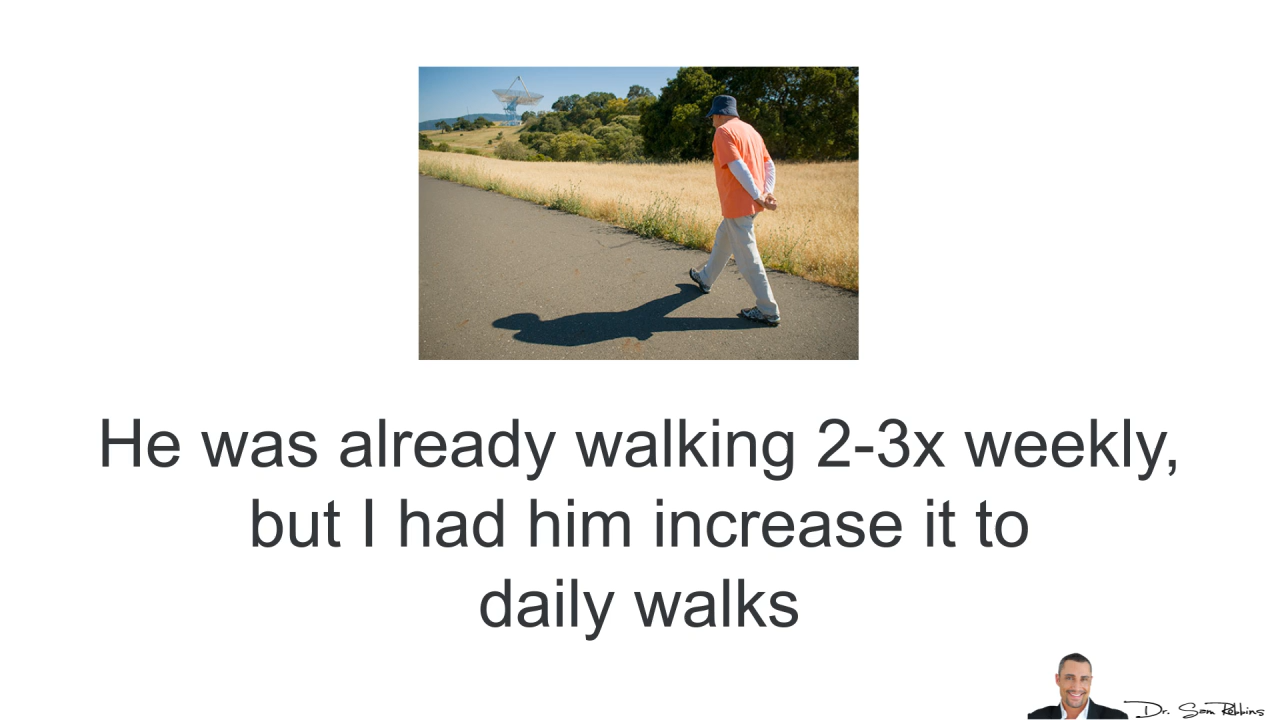 He was already walking 2-3x weekly,
but I had him increase it to
daily walks
Dr. Sam Robbins